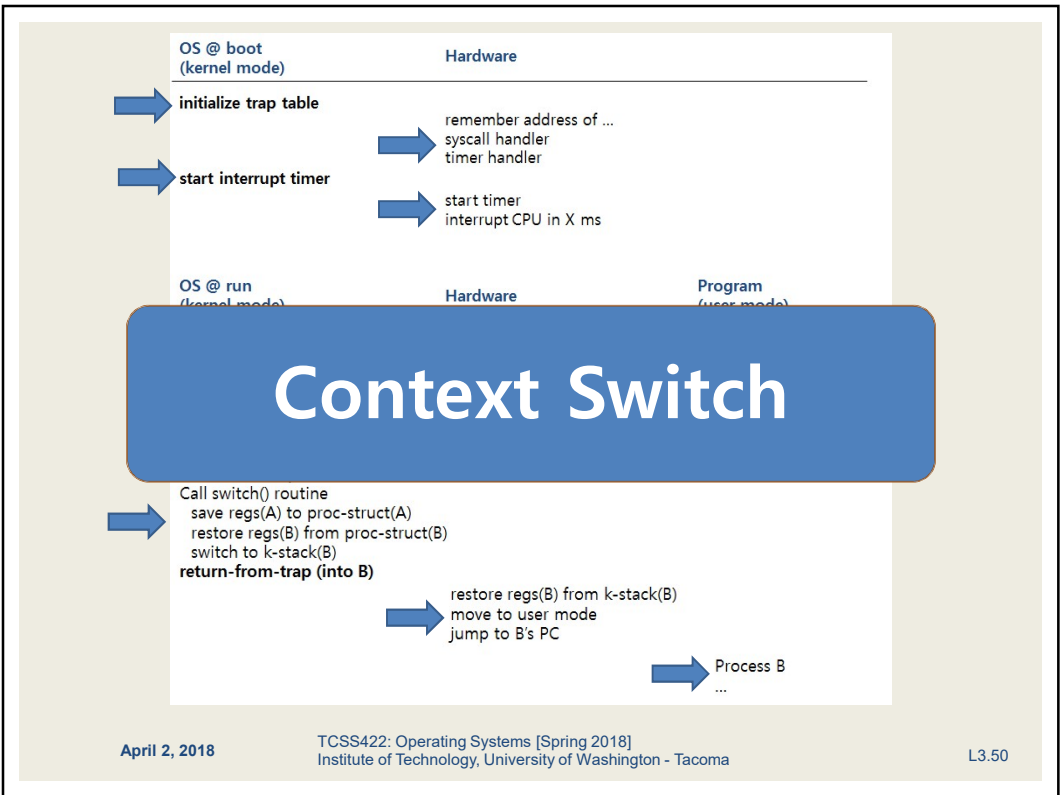 OS @ boot
(kernel mode)
Hardware
initialize trap table
remember address of ...
syscall handler
timer handler
start interrupt timer
start timer
interrupt CPU in X ms
OS @ run
(kernel mode)
Hardware
Program
(user mode)
Context Switch
Call switch() routine
save regs(A) to proc-struct(A)
restore regs(B) from proc-struct(B)
switch to k-stack(B)
return-from-trap (into B)
restore regs(B) from k-stack(B)
move to user mode
jump to B's PC
Process B
...
April 2, 2018
TCSS422: Operating Systems [Spring 2018]
Institute of Technology, University of Washington - Tacoma
L3.50